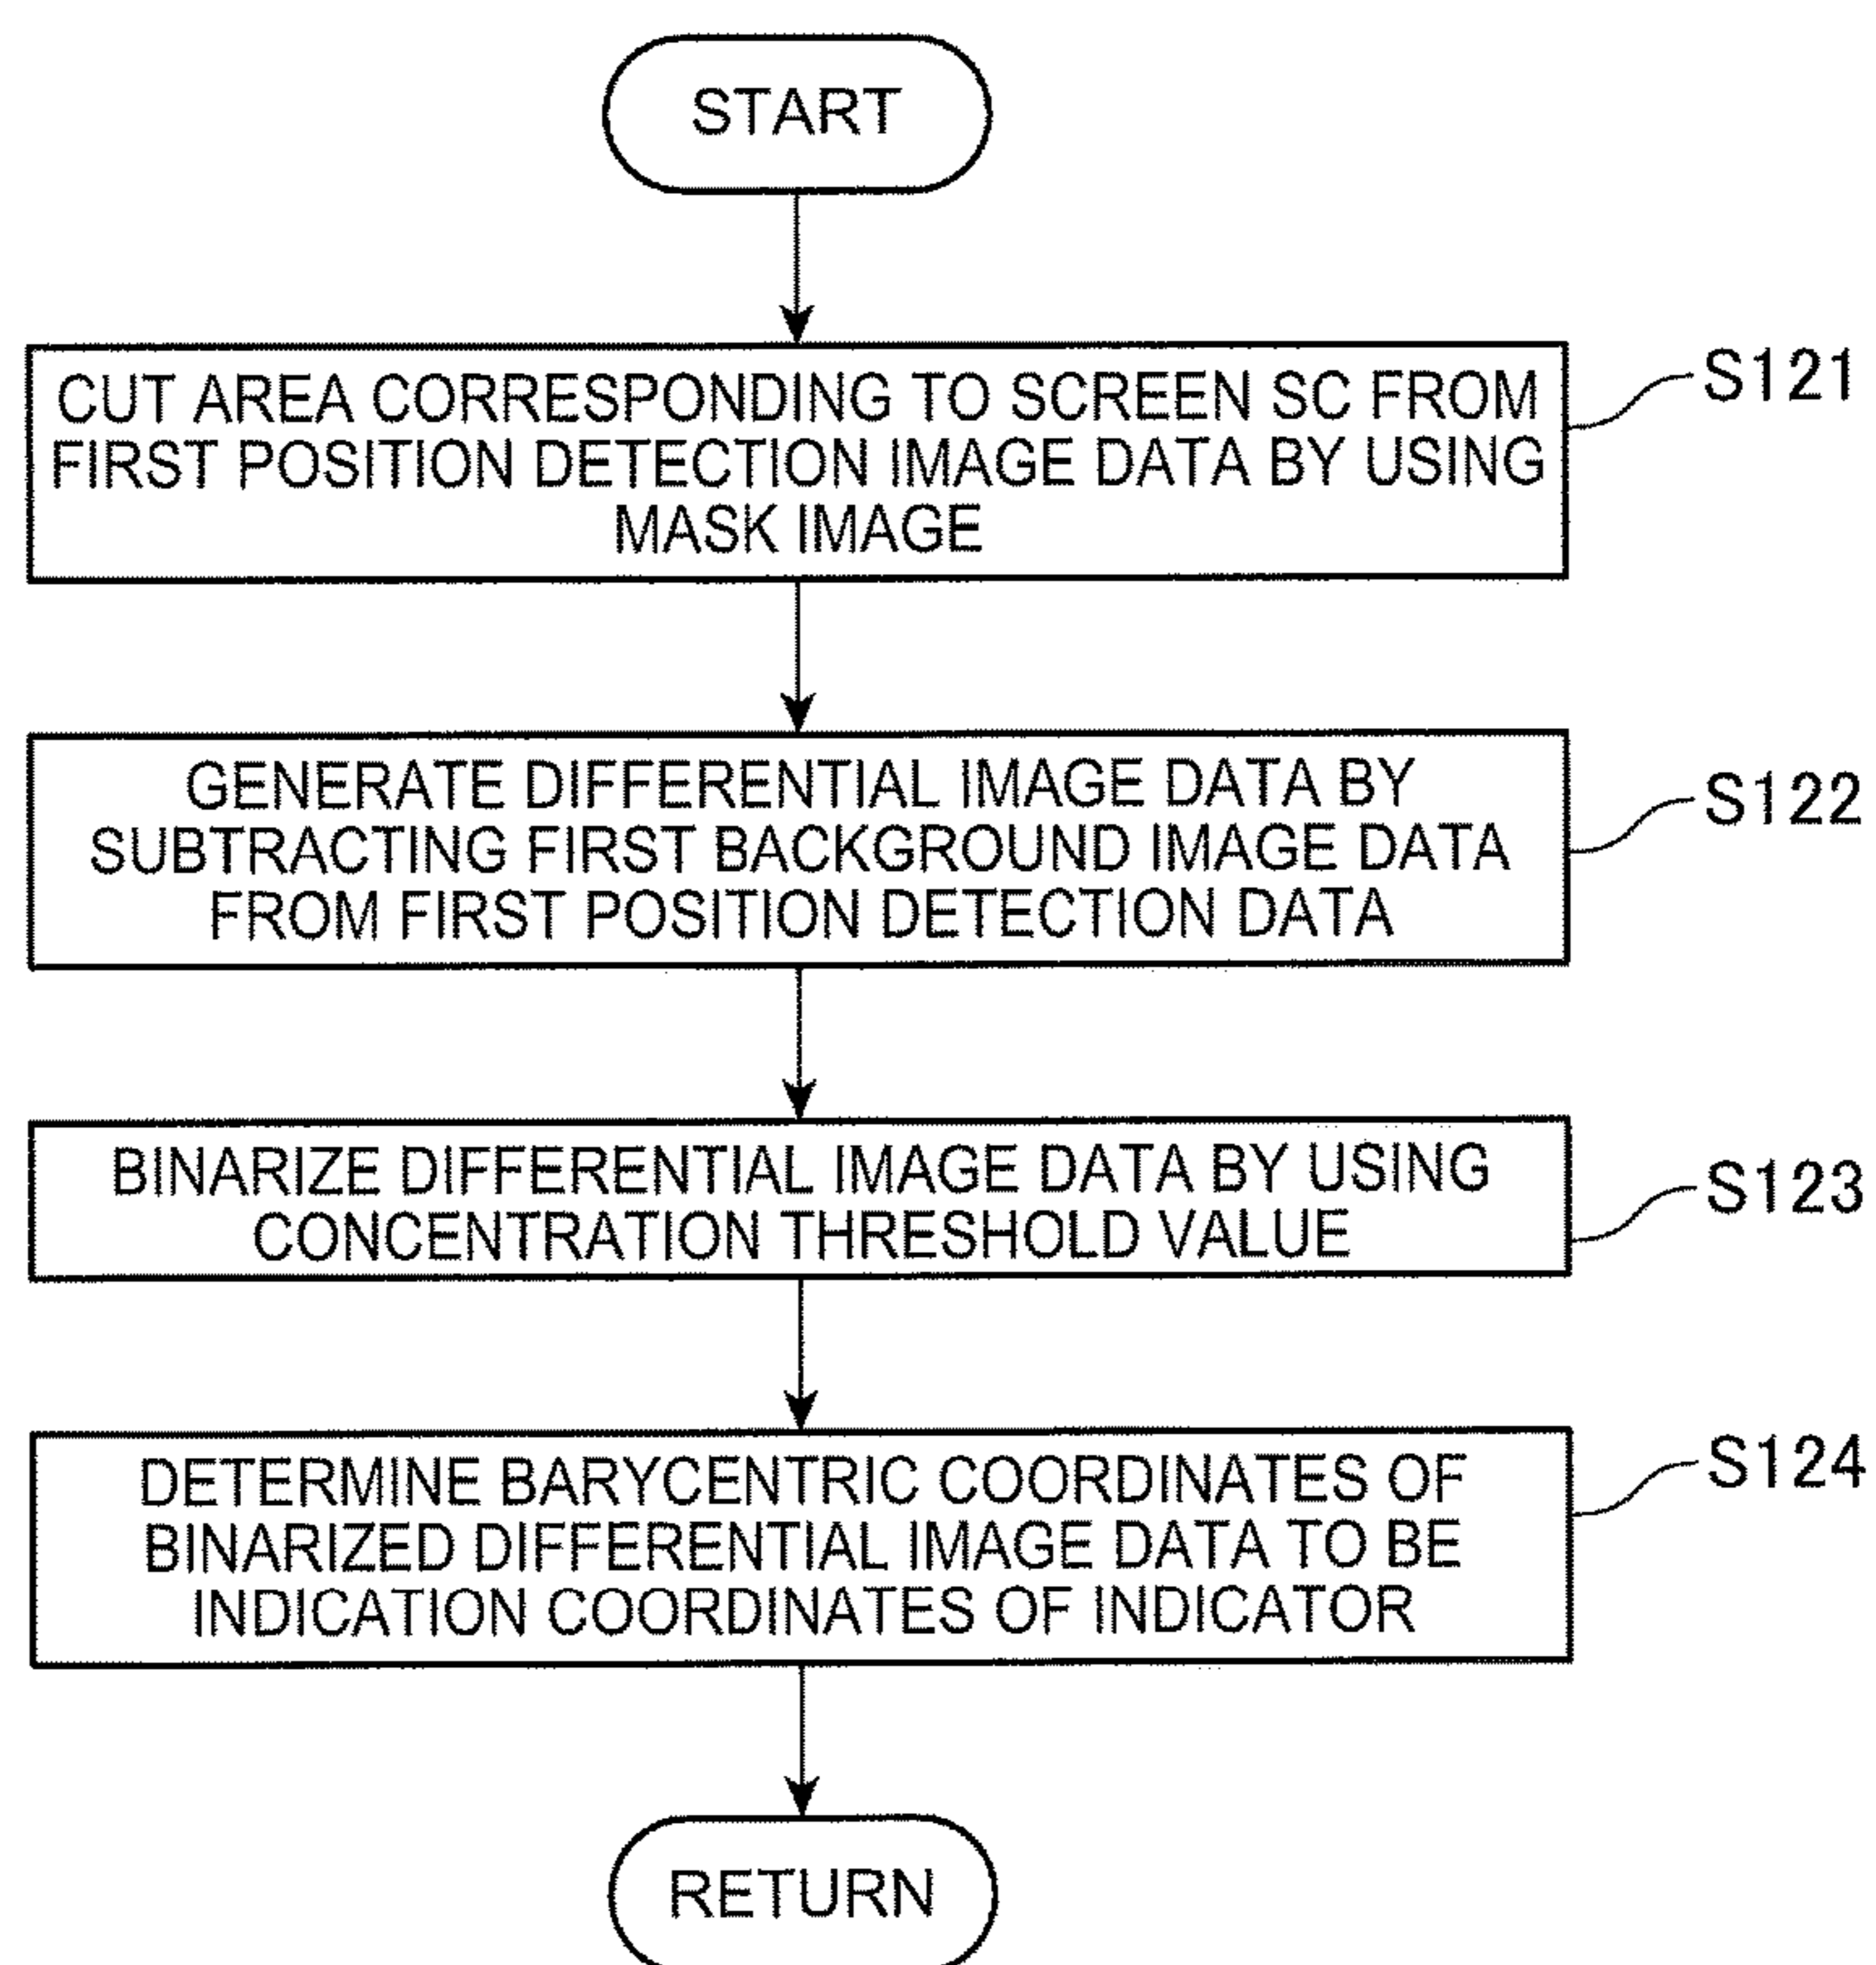 START
CUT AREA CORRESPONDING TO SCREEN SC FROM
FIRST POSITION DETECTION IMAGE DATA BY USING
MASK IMAGE
S121
GENERATE DIFFERENTIAL IMAGE DATA BY
SUBTRACTING FIRST BACKGROUND IMAGE DATA
FROM FIRST POSITION DETECTION DATA
S122
BINARIZE DIFFERENTIAL IMAGE DATA BY USING
CONCENTRATION THRESHOLD VALUE
S123
DETERMINE BARYCENTRIC COORDINATES OF
BINARIZED DIFFERENTIAL IMAGE DATA TO BE
INDICATION COORDINATES OF INDICATOR
S124
RETURN